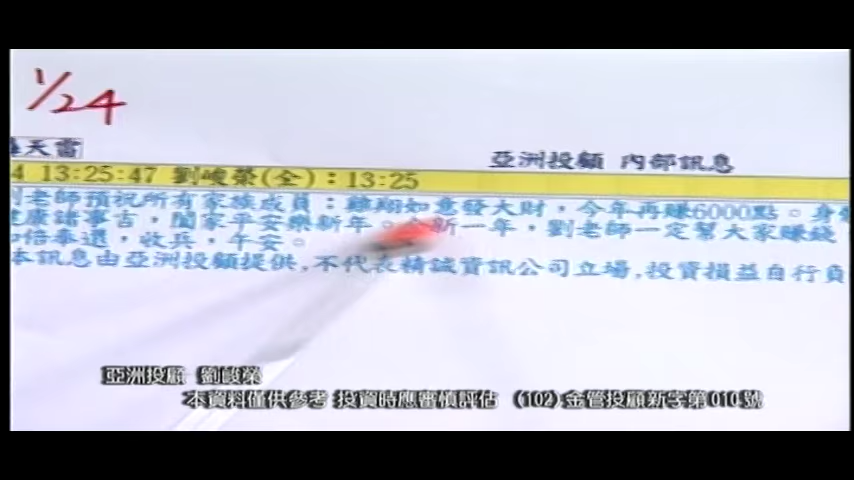 1/24
天雷
亞洲投顧 內部訊息
4 13:25:47 劉峻榮(全)：13:25
老師預祝所有家族成員：雞翔如意發大財，今年再賺6000點。身
康諸事吉，闔家平安樂新年。新一年，劉老師一定幫大家賺錢
倍奉還，收兵，午安。
本訊息由亞洲投顧提供,不代表精誠資訊公司立場,投資損益自行負
亞洲投顧 劉峻榮
本資料僅供參考 投資時應審慎評估 (102)金管投顧新字第010號